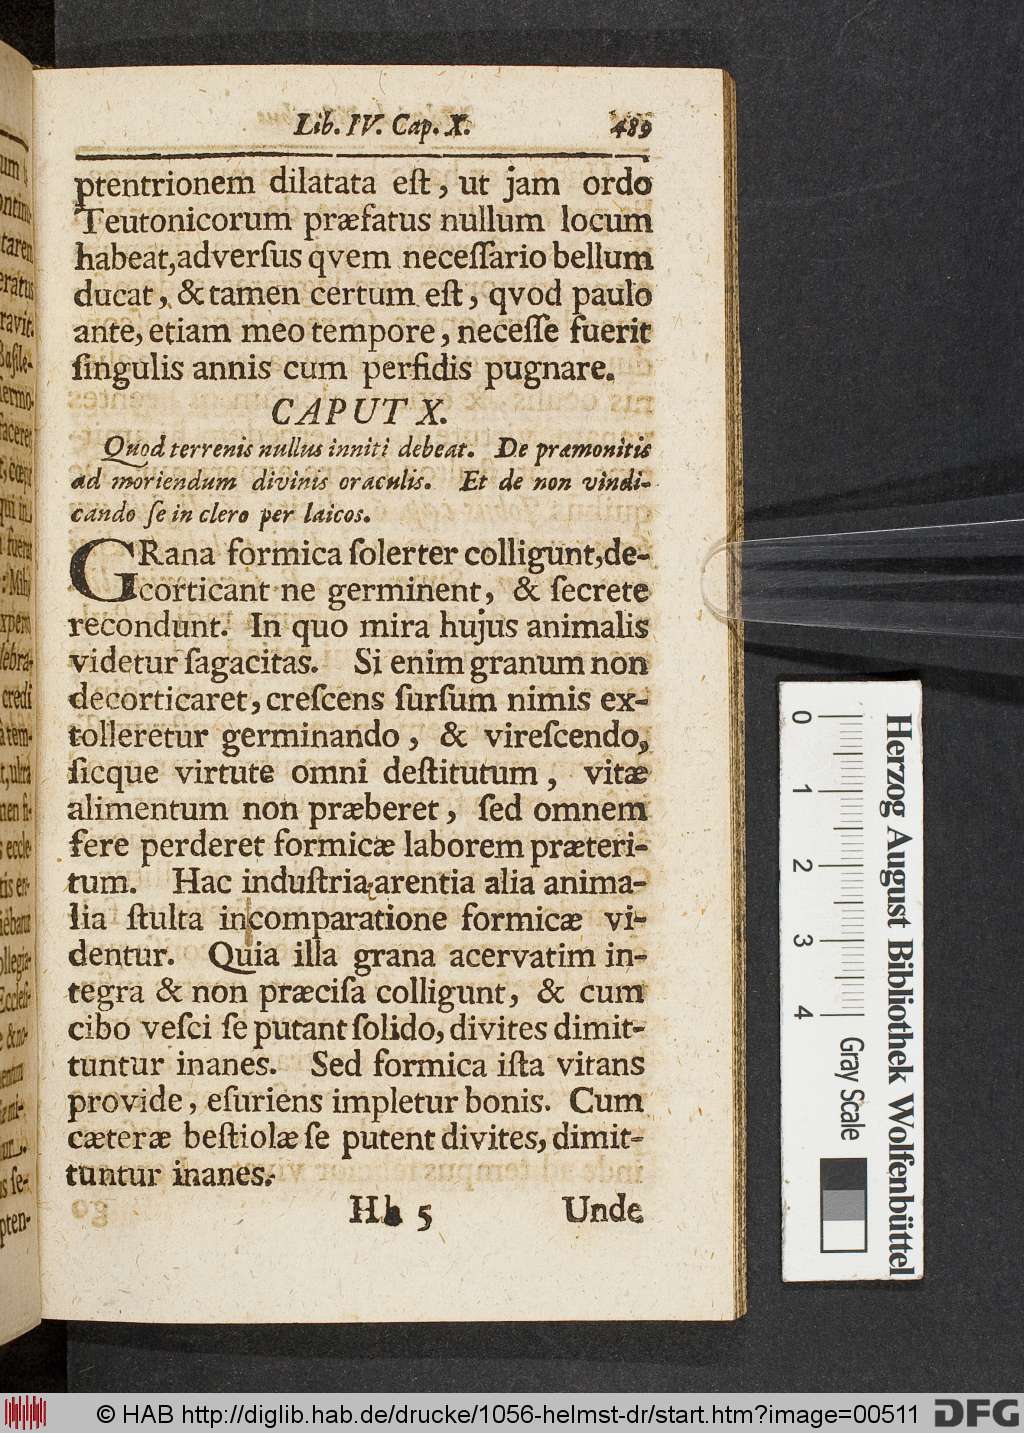 Lib. IV. Cap. X. 489
ptentrionem dilatata eſt, ut jam ordo
Teutonicorum præfatus nullum locum
habeat, adverſus qvem neceſſario bellum
ducat, & tamen certum eſt, qvod paulo
ante, etiam meo tempore, neceſſe fuerit
ſingulis annis cum perfidis pugnare.
CAPUT X.
Quod terrenis nullus inniti debeat. De præmonitis
ad moriendum divinis oraculis. Et de non vindi-
cando ſe in clero per laicos.
GRana formica ſolerter colligunt, de-
corticant ne germinent, & ſecrete
recondunt. In quo mira hujus animalis
videtur ſagacitas. Si enim granum non
decorticaret, creſcens ſurſum nimis ex-
tolleretur germinando, & vireſcendo,
ſicque virtute omni deſtitutum, vitæ
alimentum non præberet, ſed omnem
fere perderet formicæ laborem præteri-
tum. Hac induſtria carentia alia anima-
lia ſtulta incomparatione formicæ vi-
dentur. Quia illa grana acervatim in-
tegra & non præciſa colligunt, & cum
cibo veſci ſe putant ſolido, divites dimit-
tuntur inanes. Sed formica iſta vitans
provide, eſuriens impletur bonis. Cum
cæteræ beſtiolæ ſe putent divites, dimit-
tuntur inanes.
Hh 5 Unde
0 1 2 3 4
Herzog August Bibliothek Wolfenbüttel
Gray Scale
© HAB http://diglib.hab.de/drucke/1056-helmst-dr/start.htm?image=00511 DFG